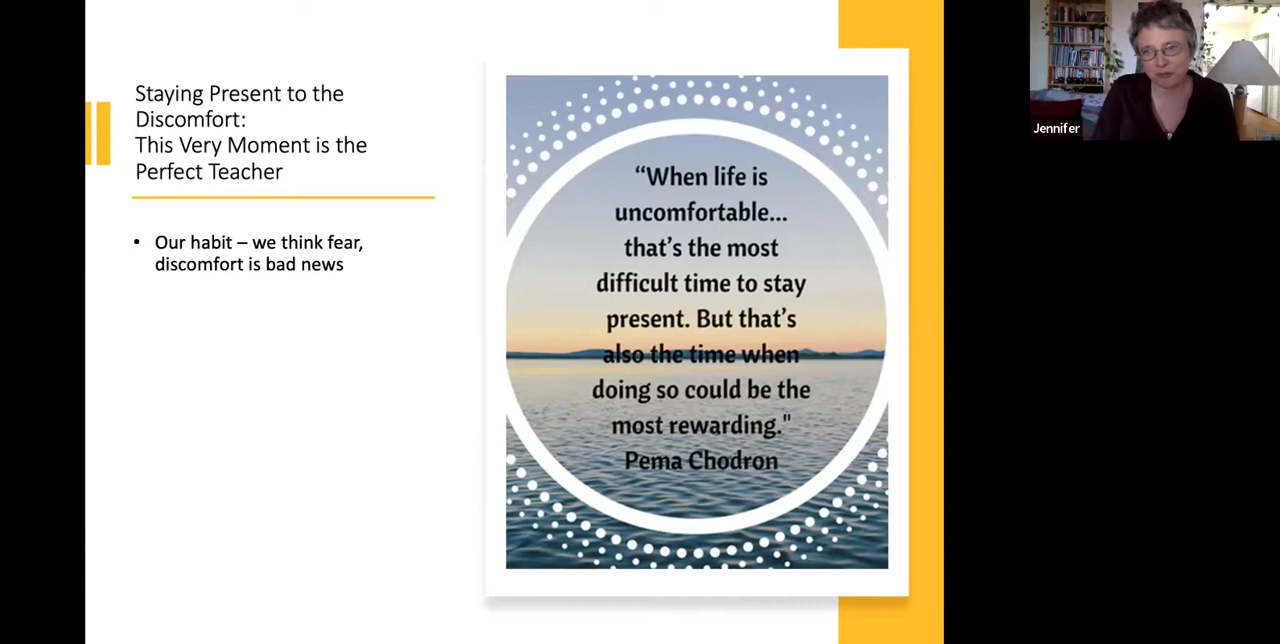 Staying Present to the
Discomfort:
This Very Moment is the
Perfect Teacher
• Our habit – we think fear,
discomfort is bad news
“When life is
uncomfortable...
that’s the most
difficult time to stay
present. But that’s
also the time when
doing so could be the
most rewarding."
Pema Chodron
Jennifer